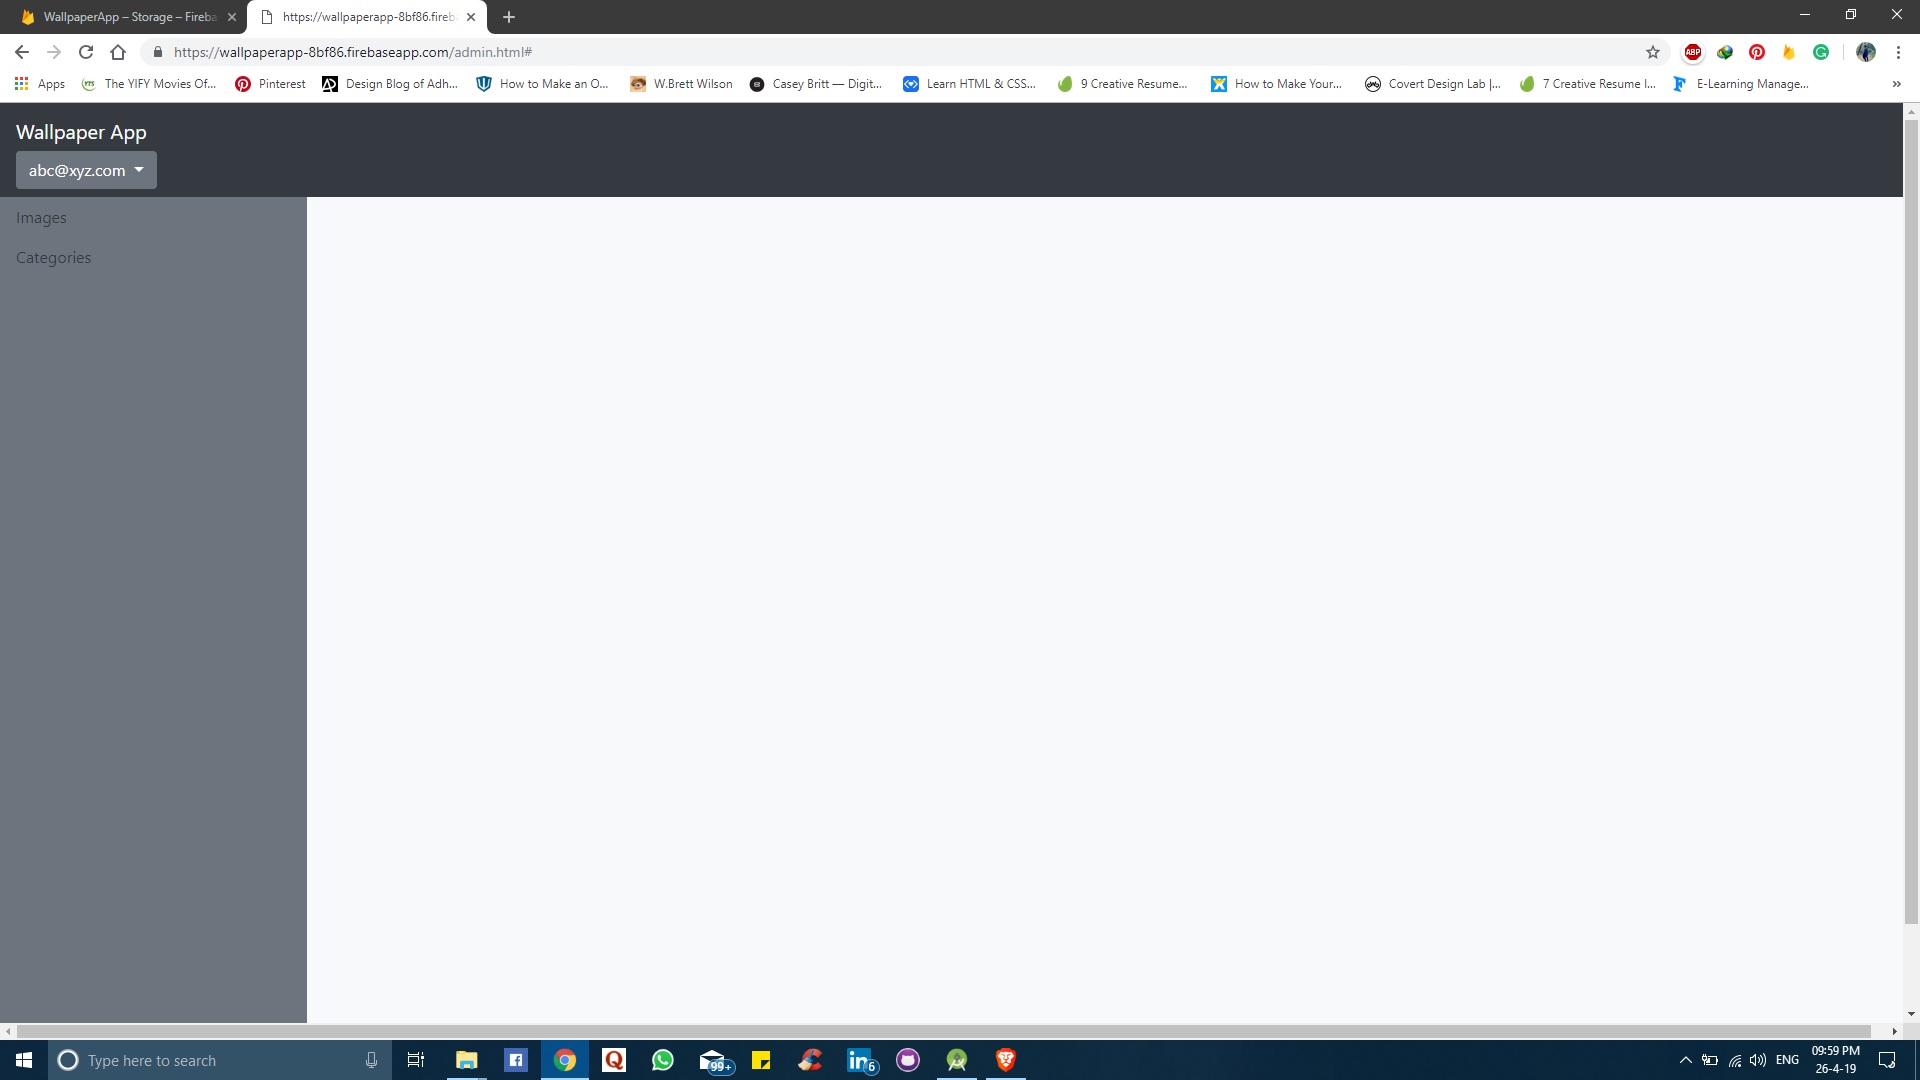 WallpaperApp – Storage – Fireba
https://wallpaperapp-8bf86.fireb
https://wallpaperapp-8bf86.firebaseapp.com/admin.html#
ABP
Apps
The YIFY Movies Of...
Pinterest
Design Blog of Adh...
How to Make an O...
W.Brett Wilson
Casey Britt — Digit...
Learn HTML & CSS...
9 Creative Resume...
How to Make Your...
Covert Design Lab |...
7 Creative Resume I...
E-Learning Manage...
Wallpaper App
abc@xyz.com
Images
Categories
Type here to search
99+
6
ENG
09:59 PM
26-4-19